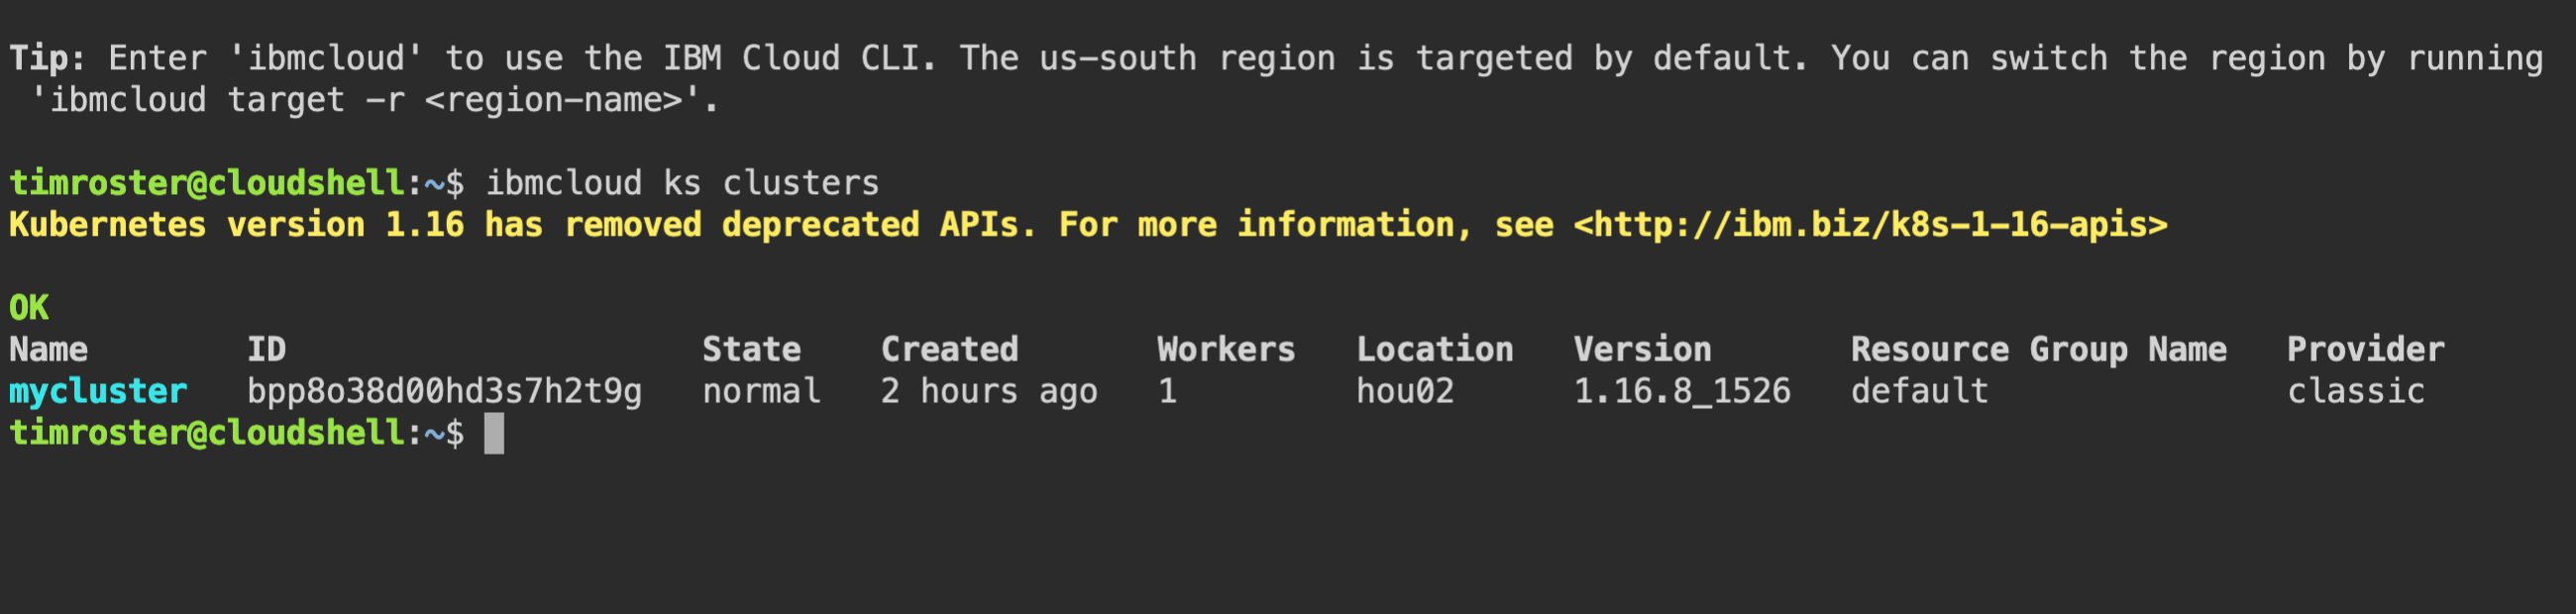 Tip: Enter 'ibmcloud' to use the IBM Cloud CLI. The us-south region is targeted by default. You can switch the region by running
'ibmcloud target -r <region-name>'.
timroster@cloudshell:~$ ibmcloud ks clusters
Kubernetes version 1.16 has removed deprecated APIs. For more information, see <http://ibm.biz/k8s-1-16-apis>
OK
Name ID State Created Workers Location Version Resource Group Name Provider
mycluster bpp8o38d00hd3s7h2t9g normal 2 hours ago 1 hou02 1.16.8_1526 default classic
timroster@cloudshell:~$